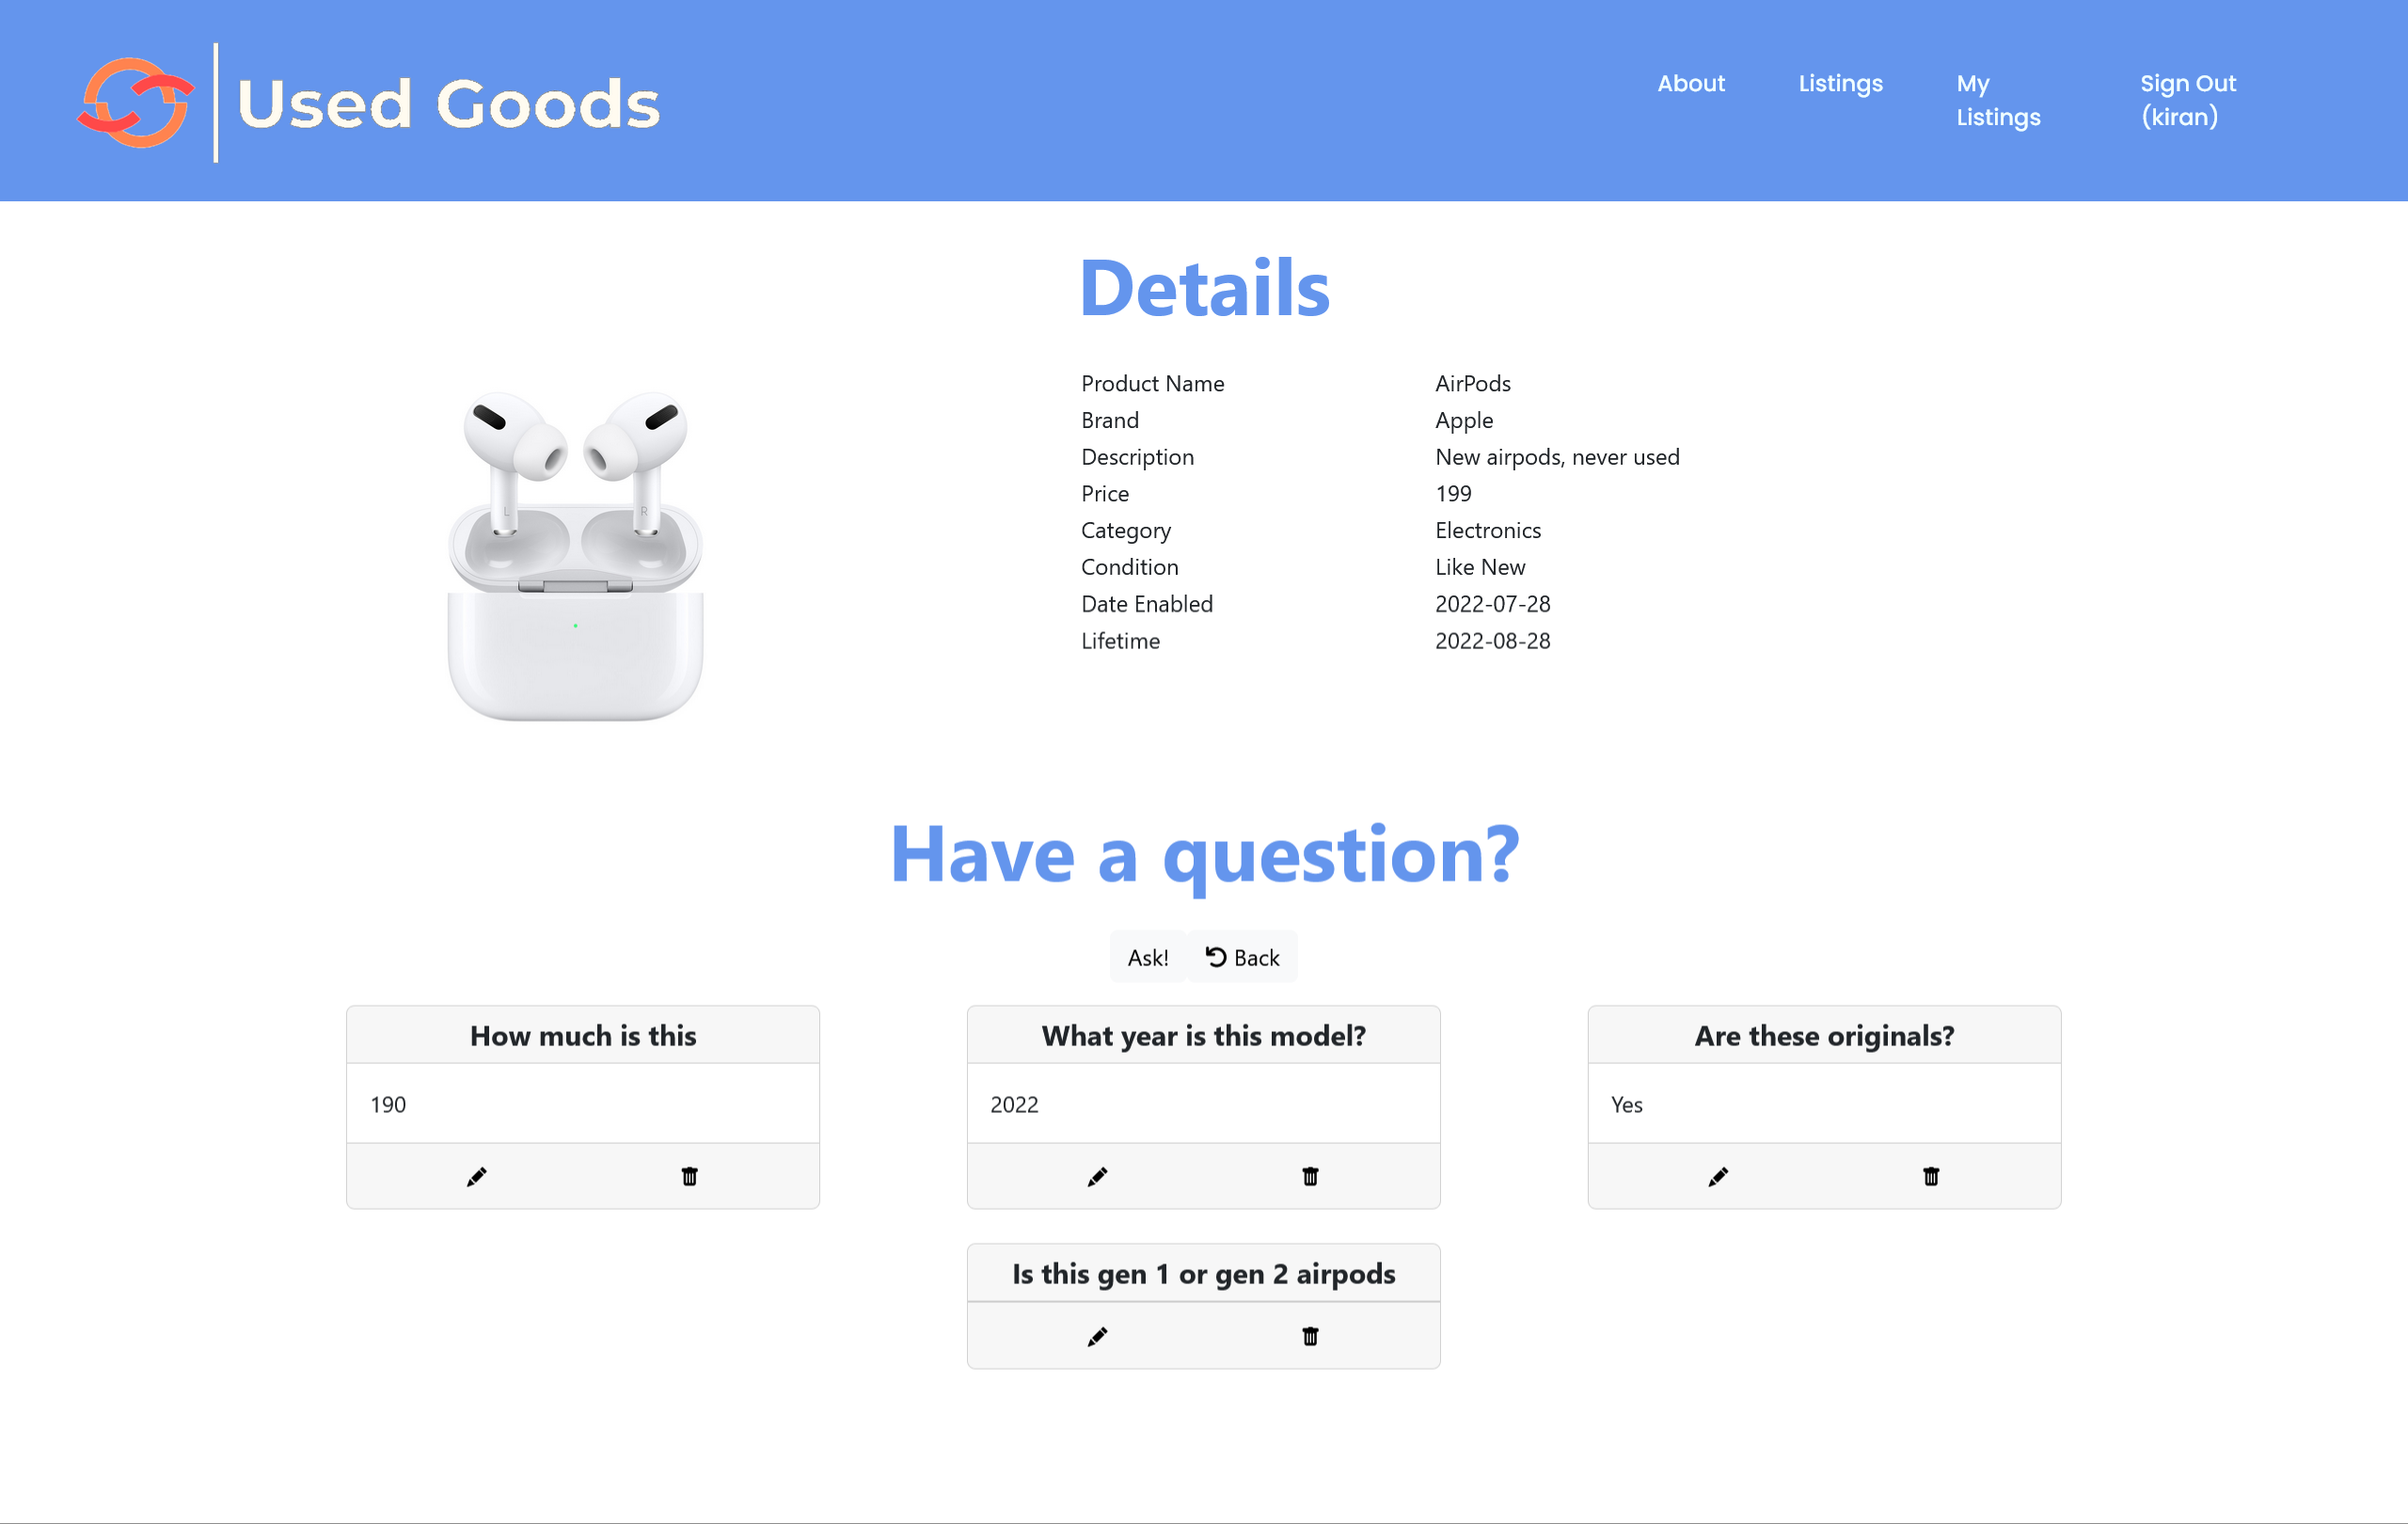 Used Goods
About
Listings
My
Listings
Sign Out
(kiran)
Details
Product Name AirPods
Brand Apple
Description New airpods, never used
Price 199
Category Electronics
Condition Like New
Date Enabled 2022-07-28
Lifetime 2022-08-28
L R
Have a question?
Ask! Back
How much is this
190
What year is this model?
2022
Are these originals?
Yes
Is this gen 1 or gen 2 airpods